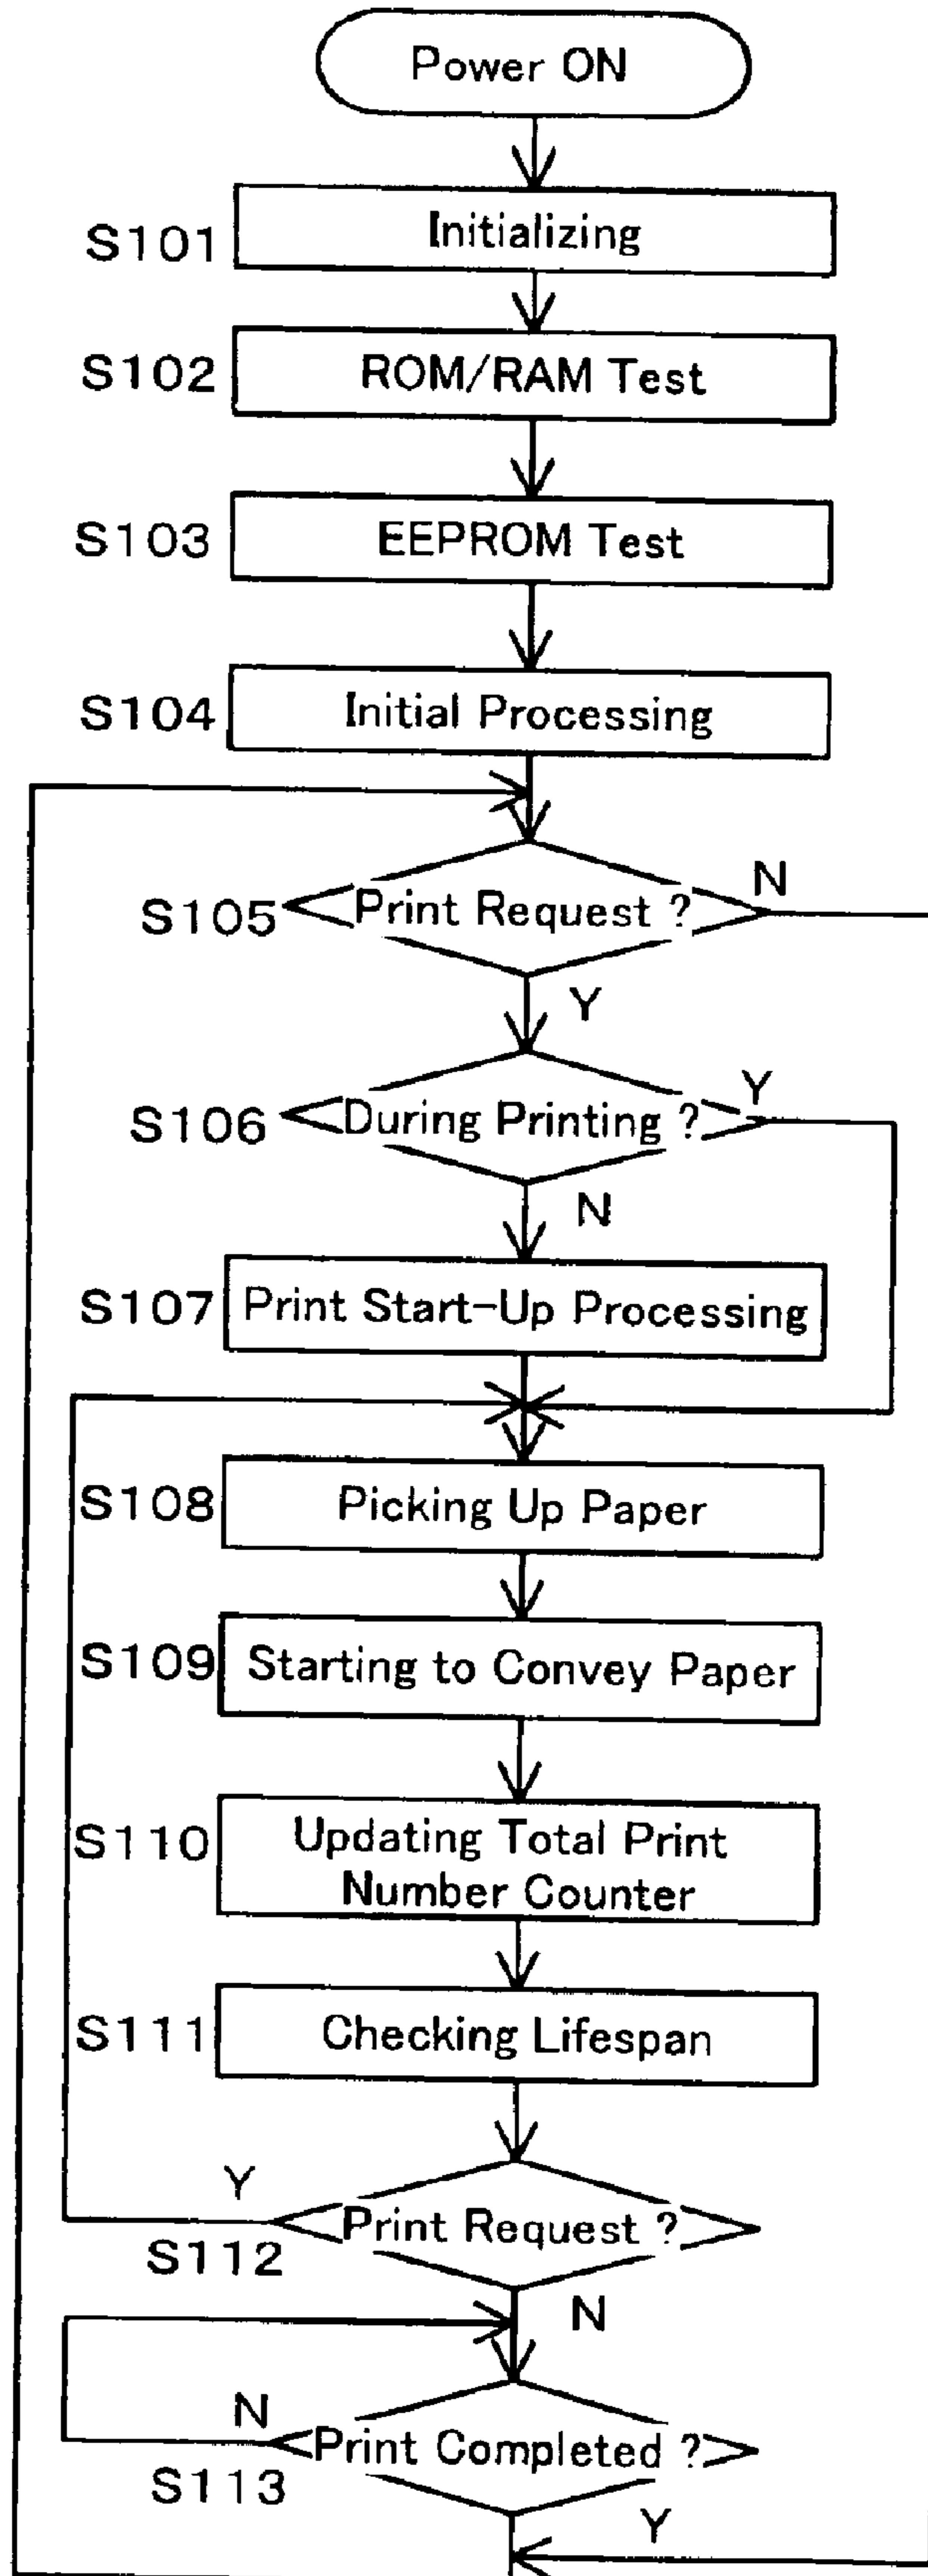 Power ON
S101
Initializing
S102
ROM/RAM Test
S103
EEPROM Test
S104
Initial Processing
S105
Print Request ?
N
Y
S106
During Printing ?
Y
N
S107
Print Start-Up Processing
S108
Picking Up Paper
S109
Starting to Convey Paper
S110
Updating Total Print
Number Counter
S111
Checking Lifespan
Y
Print Request ?
S112
N
N
Print Completed ?
S113
Y